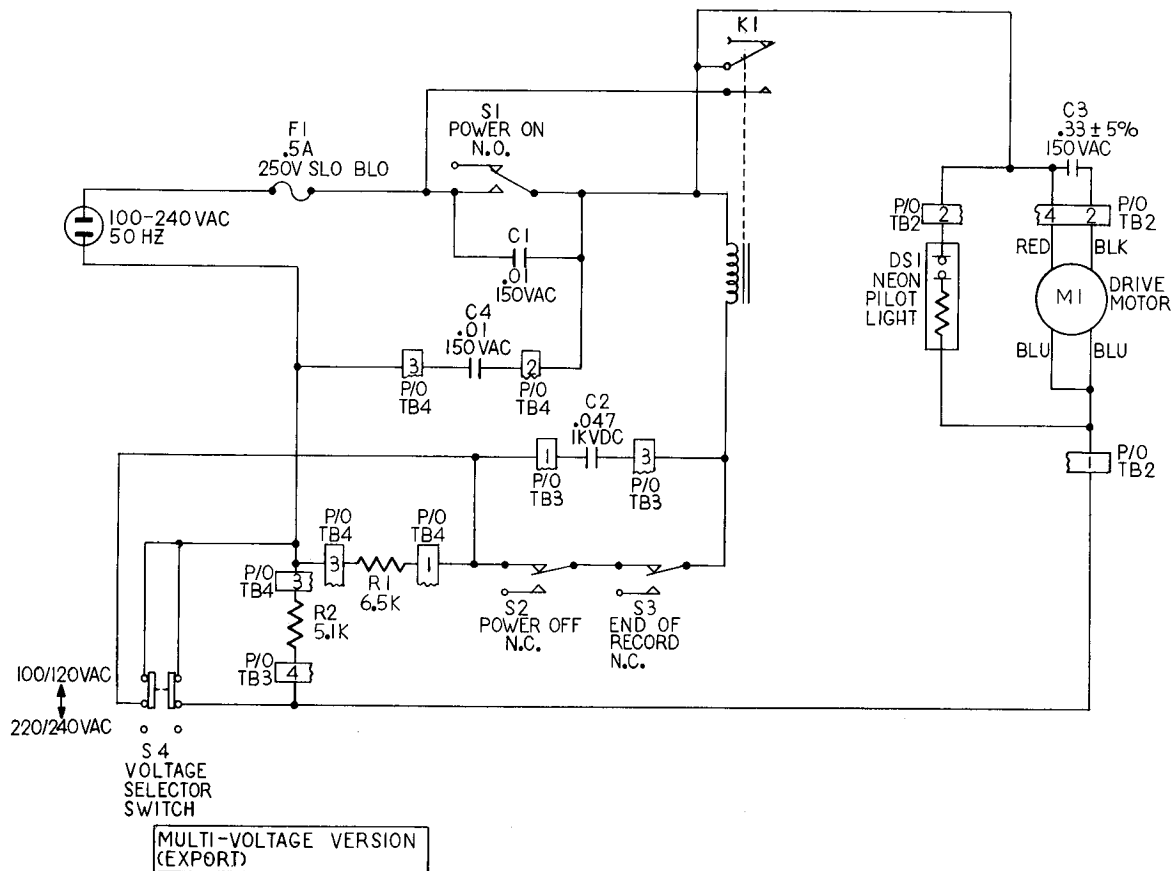 K1
S1
POWER ON
N.O.
F1
.5A
250V SLO BLO
C3
.33 ± 5%
150 VAC
100-240 VAC
50 HZ
P/O
TB2
2
4
2
P/O
TB2
RED
BLK
C1
.01
150VAC
DS1
NEON
PILOT
LIGHT
M1
DRIVE
MOTOR
BLU
BLU
C4
.01
150 VAC
3
P/O
TB4
2
P/O
TB4
C2
.047
1KVDC
1
P/O
TB3
3
P/O
TB3
1
P/O
TB2
P/O
TB4
3
R1
6.5K
P/O
TB4
1
P/O
TB4
3
R2
5.1K
P/O
TB3
4
S2
POWER OFF
N.C.
S3
END OF
RECORD
N.C.
100/120VAC
220/240VAC
S4
VOLTAGE
SELECTOR
SWITCH
MULTI-VOLTAGE VERSION
(EXPORT)